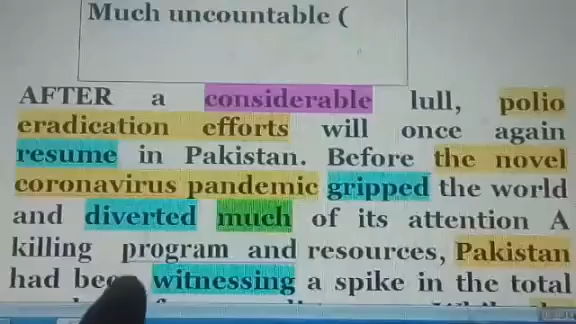 Much uncountable (
AFTER a considerable lull, polio
eradication efforts will once again
resume in Pakistan. Before the novel
coronavirus pandemic gripped the world
and diverted much of its attention A
killing program and resources, Pakistan
had been witnessing a spike in the total